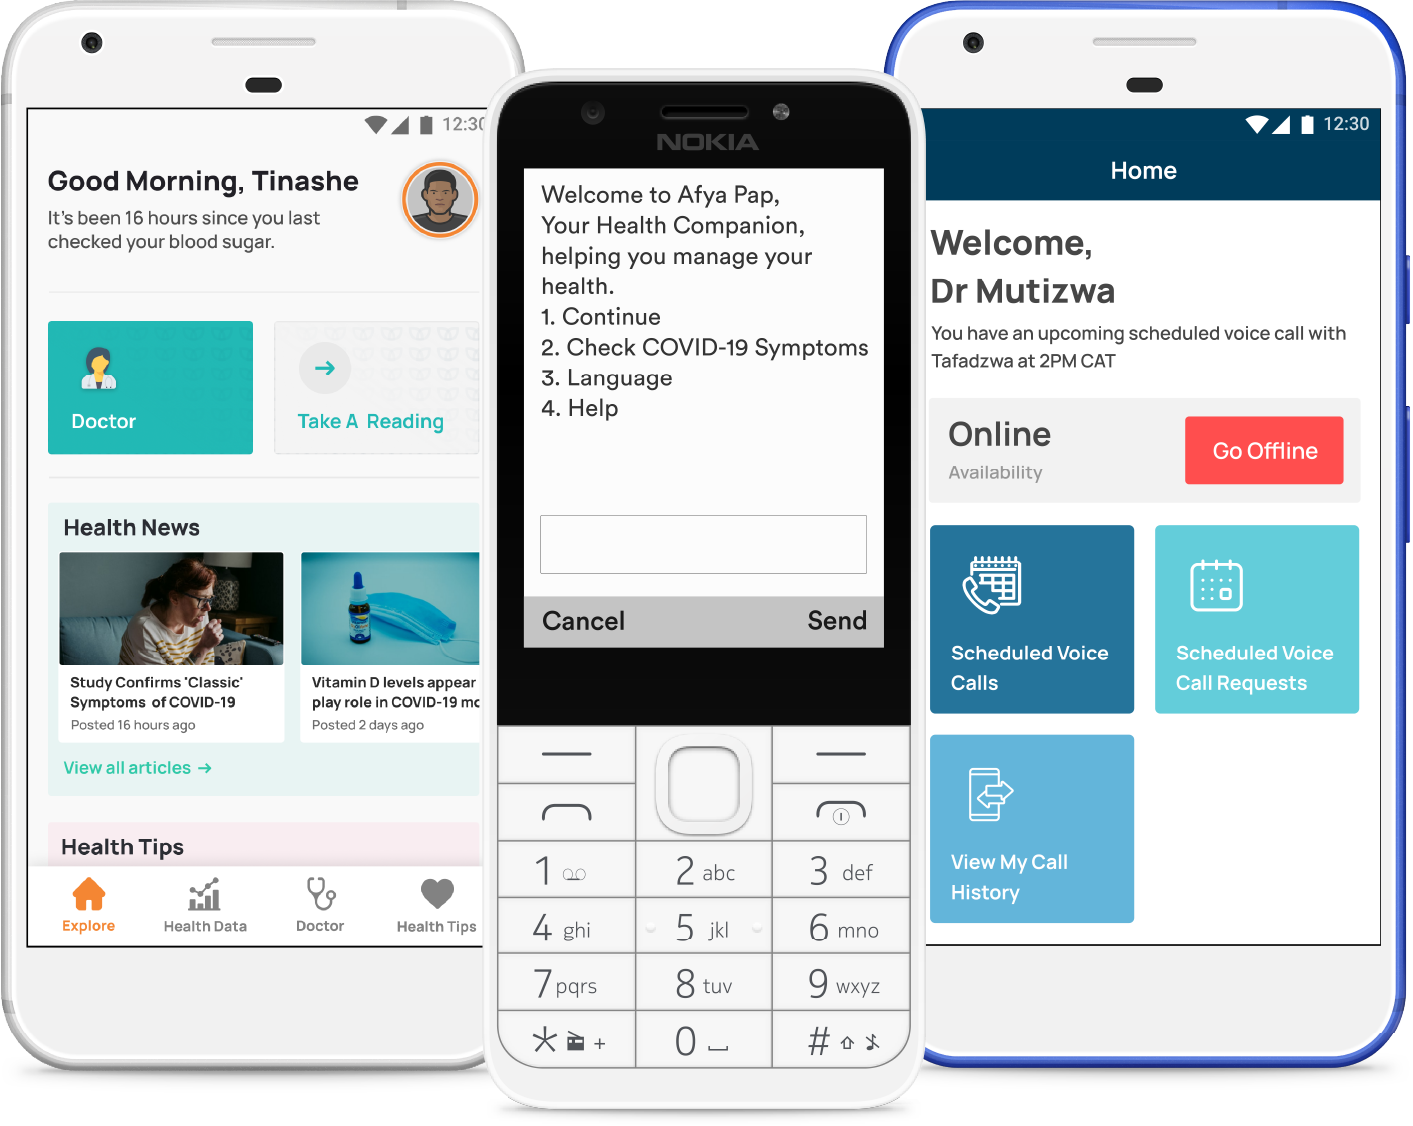 12:30
Good Morning, Tinashe
It's been 16 hours since you last
checked your blood sugar.
Doctor
Take A Reading
Health News
Study Confirms 'Classic'
Symptoms of COVID-19
Posted 16 hours ago
Vitamin D levels appear
play role in COVID-19 mo
Posted 2 days ago
View all articles →
Health Tips
Explore
Health Data
Doctor
Health Tips
NOKIA
Welcome to Afya Pap,
Your Health Companion,
helping you manage your
health.
1. Continue
2. Check COVID-19 Symptoms
3. Language
4. Help
Cancel
Send
1
2 abc
3 def
4 ghi
5 jkl
6 mno
7 pqrs
8 tuv
9 wxyz
* +
0
#
12:30
Home
Welcome,
Dr Mutizwa
You have an upcoming scheduled voice call with
Tafadzwa at 2PM CAT
Online
Availability
Go Offline
Scheduled Voice
Calls
Scheduled Voice
Call Requests
View My Call
History